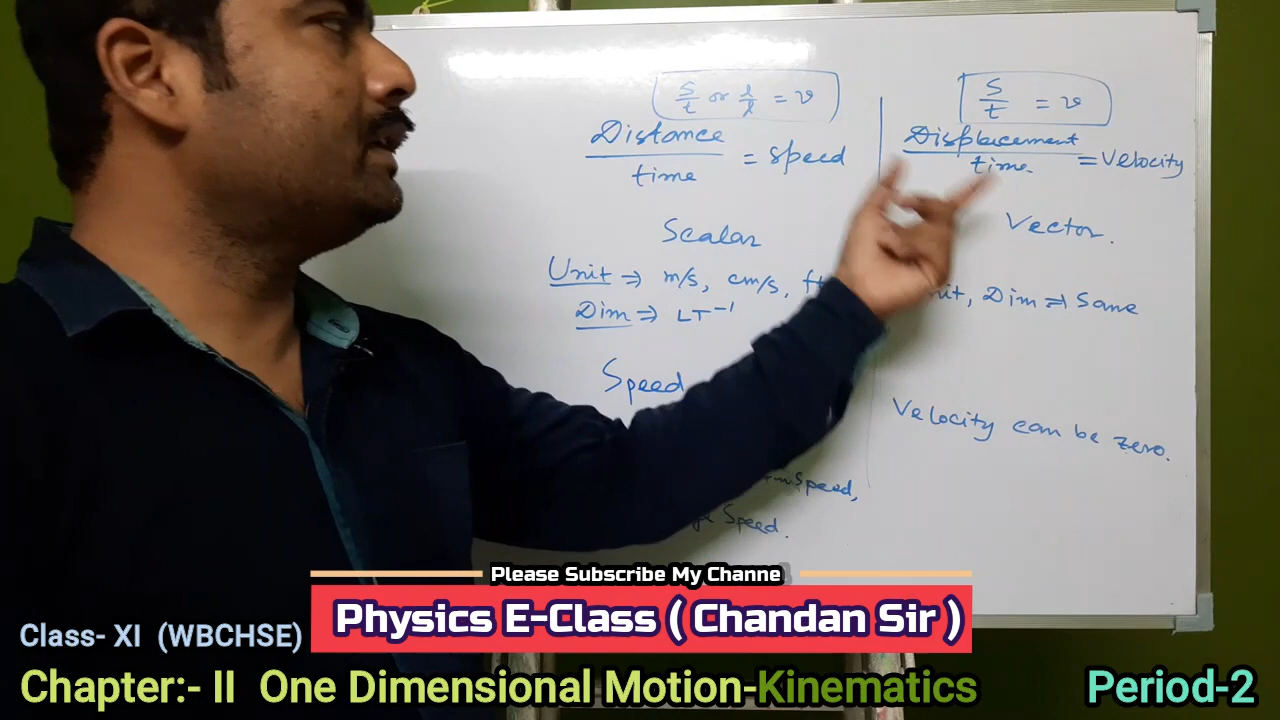 S/t or l/t = v
Distance
time
= Speed
Scalar
Unit ⇒ m/s, cm/s,
Dim ⇒ LT⁻¹
Speed
Speed,
Speed.
S/t = v
Displacement
time
= Velocity
Vector.
Dim ⇒ Same
Velocity can be zero.
Please Subscribe My Channe
Physics E-Class ( Chandan Sir )
Class- XI (WBCHSE)
Chapter:- II One Dimensional Motion-Kinematics
Period-2